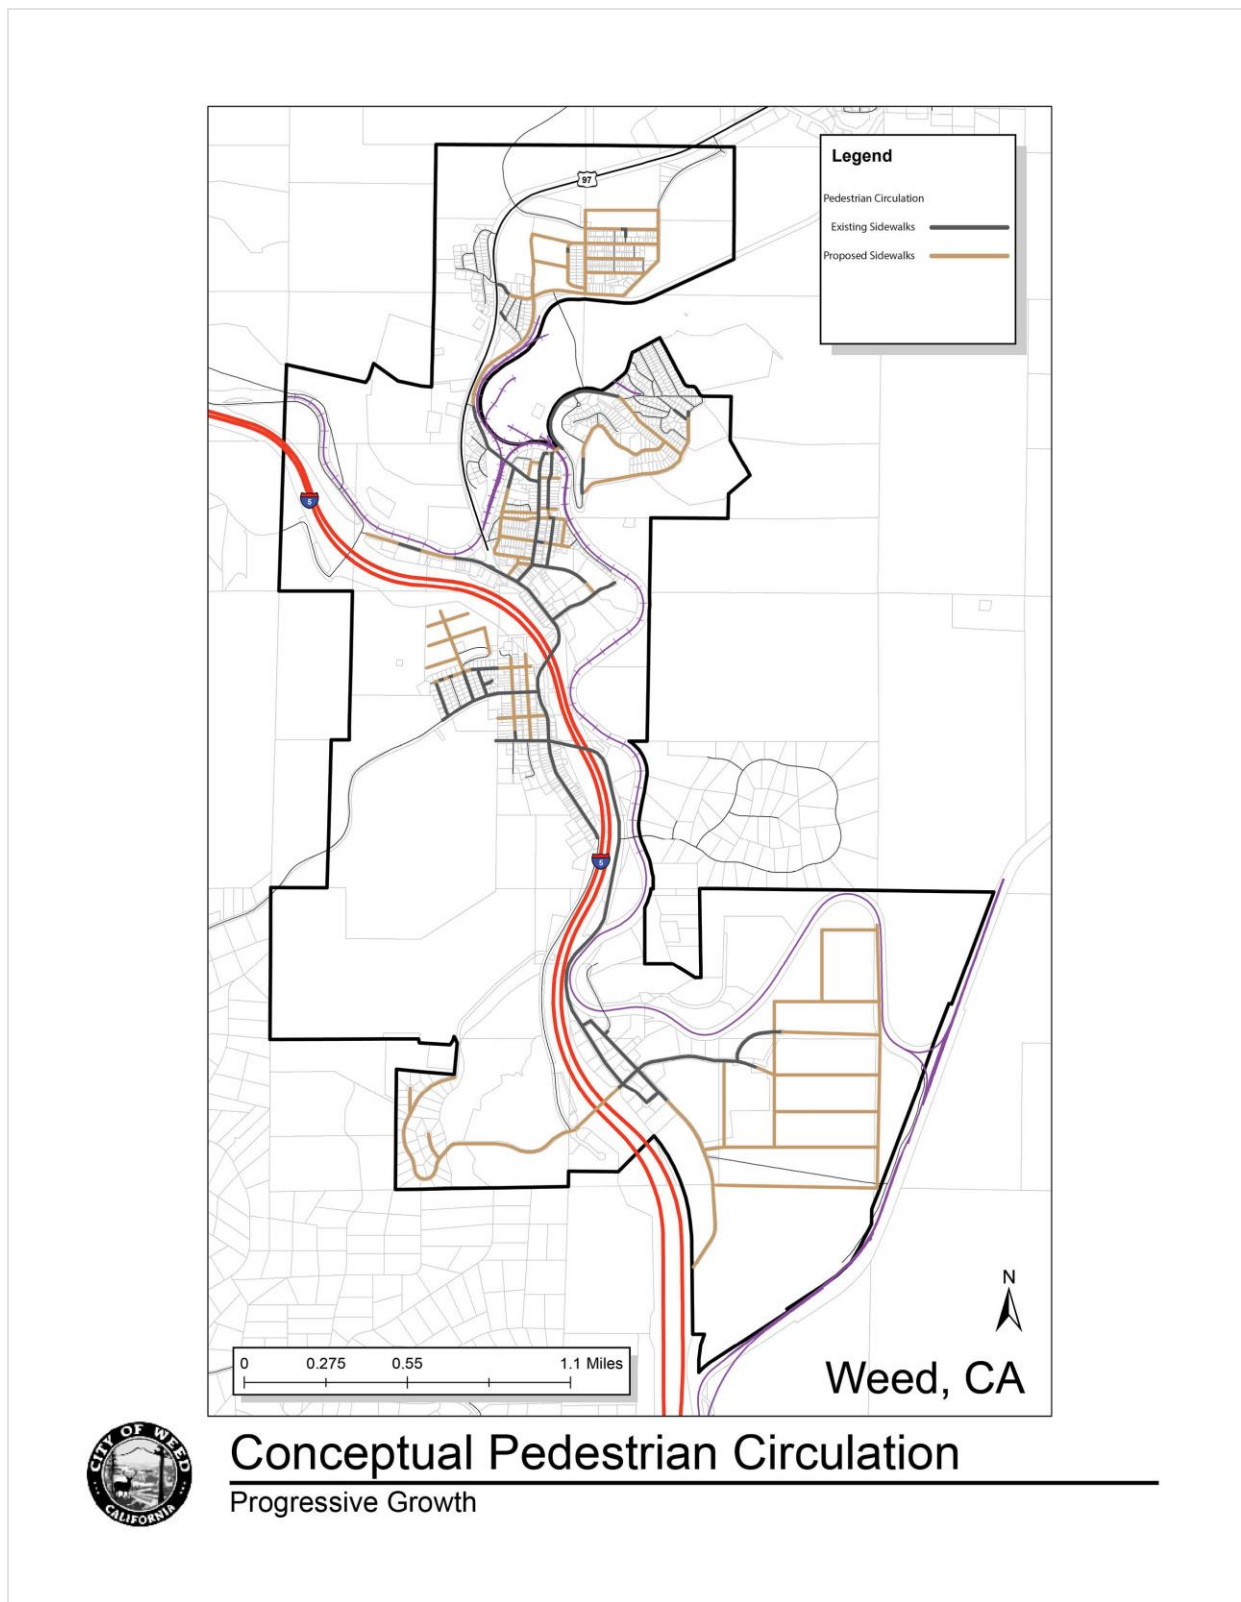 97
Legend
Pedestrian Circulation
Existing Sidewalks
Proposed Sidewalks
5
5
N
0 0.275 0.55 1.1 Miles
Weed, CA
CITY OF WEED
CALIFORNIA
Conceptual Pedestrian Circulation
Progressive Growth